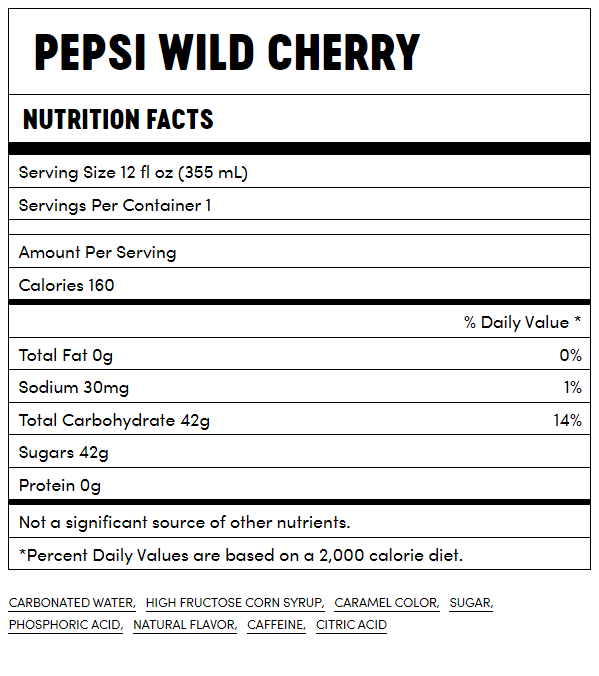 PEPSI WILD CHERRY
NUTRITION FACTS
Serving Size 12 fl oz (355 mL)
Servings Per Container 1
Amount Per Serving
Calories 160
% Daily Value *
Total Fat 0g 0%
Sodium 30mg 1%
Total Carbohydrate 42g 14%
Sugars 42g
Protein 0g
Not a significant source of other nutrients.
*Percent Daily Values are based on a 2,000 calorie diet.
CARBONATED WATER, HIGH FRUCTOSE CORN SYRUP, CARAMEL COLOR, SUGAR,
PHOSPHORIC ACID, NATURAL FLAVOR, CAFFEINE, CITRIC ACID